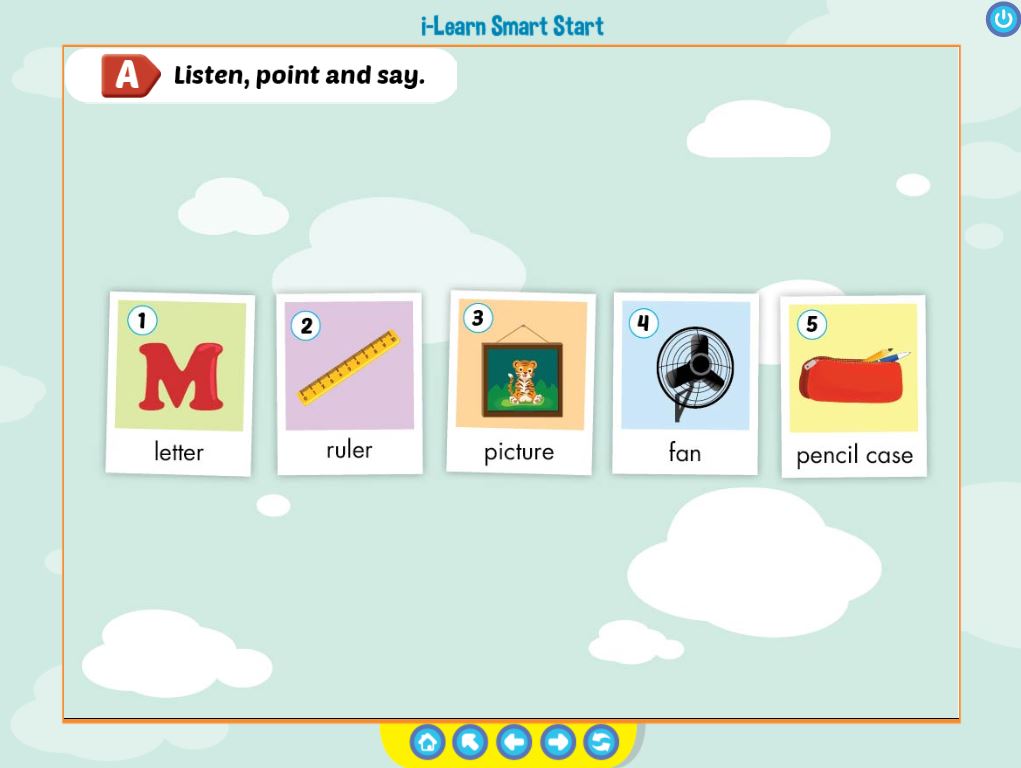 i-Learn Smart Start
A Listen, point and say.
1
M
letter
2
ruler
3
picture
4
fan
5
pencil case